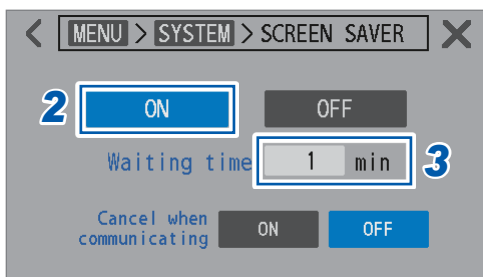 < MENU > SYSTEM > SCREEN SAVER X
2 ON OFF
Waiting time 1 min 3
Cancel when
communicating ON OFF